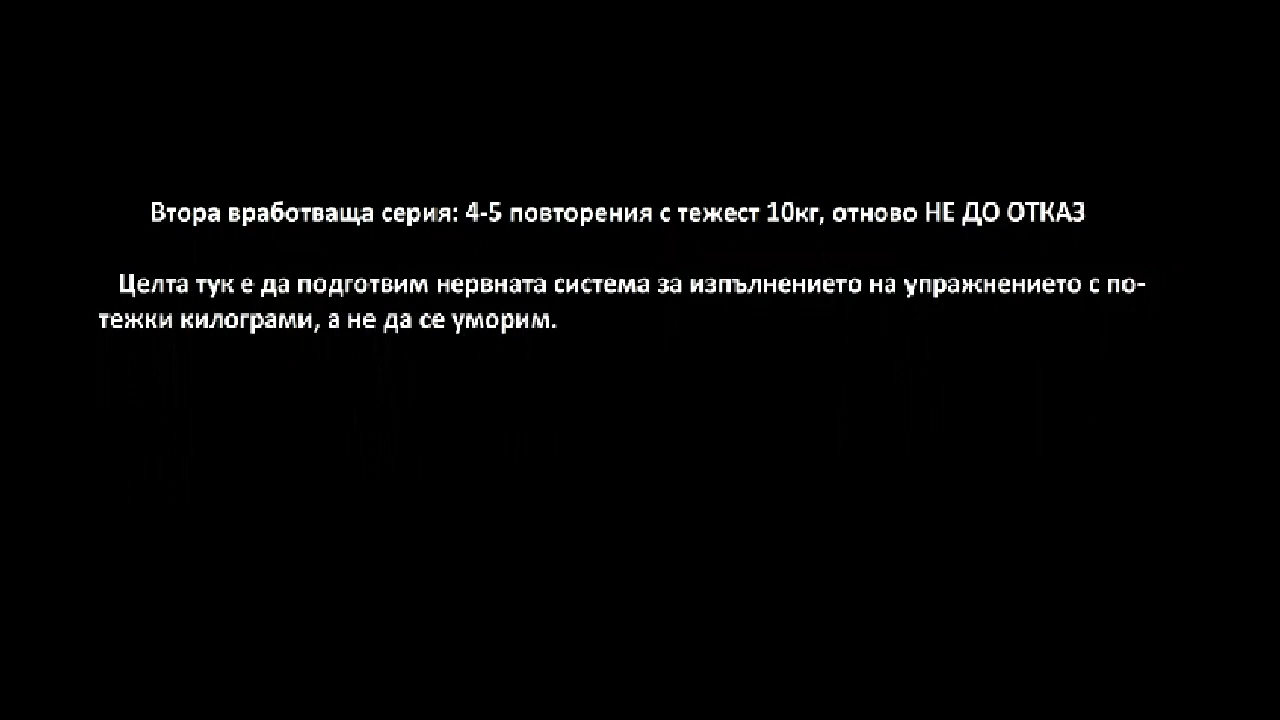 Втора вработваща серия: 4-5 повторения с тежест 10кг, отново НЕ ДО ОТКАЗ
Целта тук е да подготвим нервната система за изпълнението на упражнението с по-
тежки килограми, а не да се уморим.